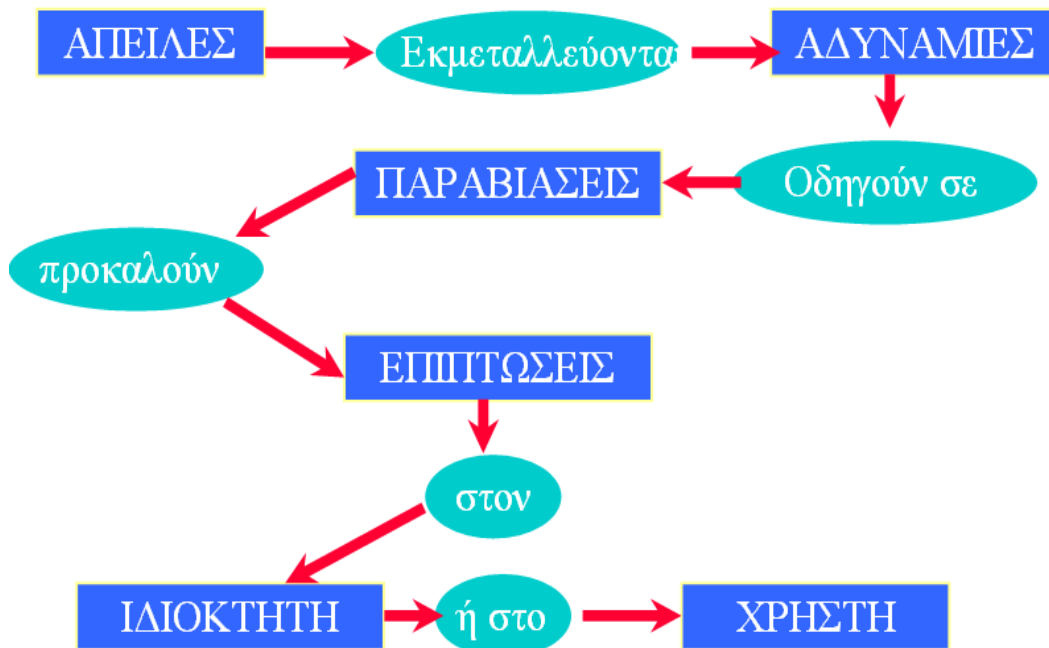 ΑΠΕΙΛΕΣ
Εκμεταλλεύονται
ΑΔΥΝΑΜΙΕΣ
Οδηγούν σε
ΠΑΡΑΒΙΑΣΕΙΣ
προκαλούν
ΕΠΙΠΤΩΣΕΙΣ
στον
ΙΔΙΟΚΤΗΤΗ
ή στο
ΧΡΗΣΤΗ